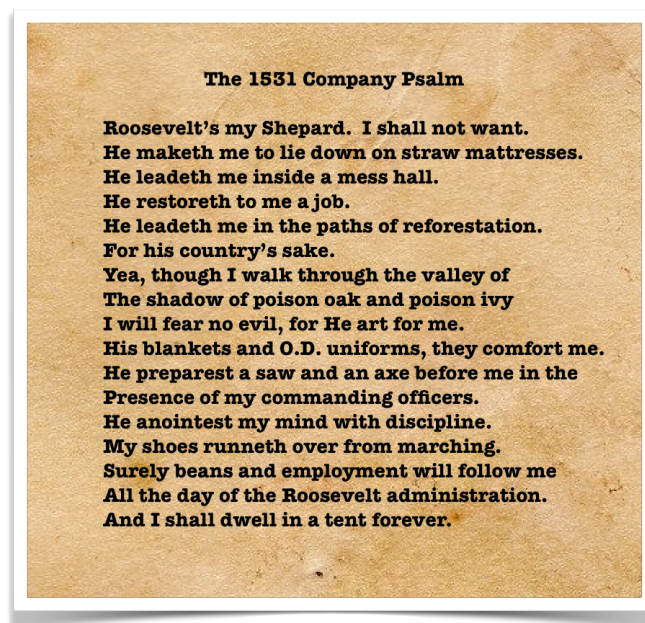 The 1531 Company Psalm
Roosevelt's my Shepard.  I shall not want.
He maketh me to lie down on straw mattresses.
He leadeth me inside a mess hall.
He restoreth to me a job.
He leadeth me in the paths of reforestation.
For his country's sake.
Yea, though I walk through the valley of
The shadow of poison oak and poison ivy
I will fear no evil, for He art for me.
His blankets and O.D. uniforms, they comfort me.
He preparest a saw and an axe before me in the
Presence of my commanding officers.
He anointest my mind with discipline.
My shoes runneth over from marching.
Surely beans and employment will follow me
All the day of the Roosevelt administration.
And I shall dwell in a tent forever.